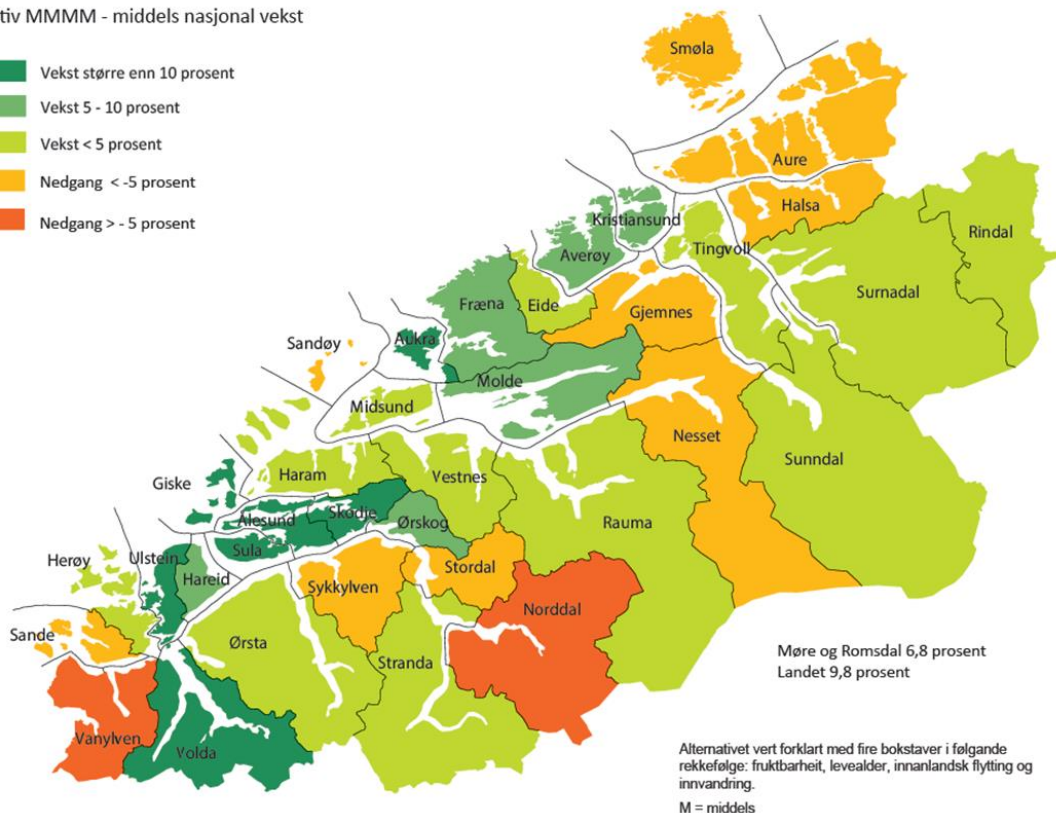 tiv MMMM - middels nasjonal vekst
Vekst større enn 10 prosent
Vekst 5 - 10 prosent
Vekst < 5 prosent
Nedgang < -5 prosent
Nedgang > - 5 prosent
Smøla
Aure
Halsa
Kristiansund
Rindal
Averøy
Tingvoll
Surnadal
Fræna
Eide
Gjemnes
Aukra
Sandøy
Molde
Midsund
Nesset
Sunndal
Haram
Vestnes
Giske
Rauma
Ålesund
Skodje
Ørskog
Sula
Herøy
Ulstein
Hareid
Stordal
Sykkylven
Norddal
Sande
Ørsta
Stranda
Vanylven
Volda
Møre og Romsdal 6,8 prosent
Landet 9,8 prosent
Alternativet vert forklart med fire bokstaver i følgande
rekkefølge: fruktbarheit, levealder, innanlandsk flytting og
innvandring.
M = middels